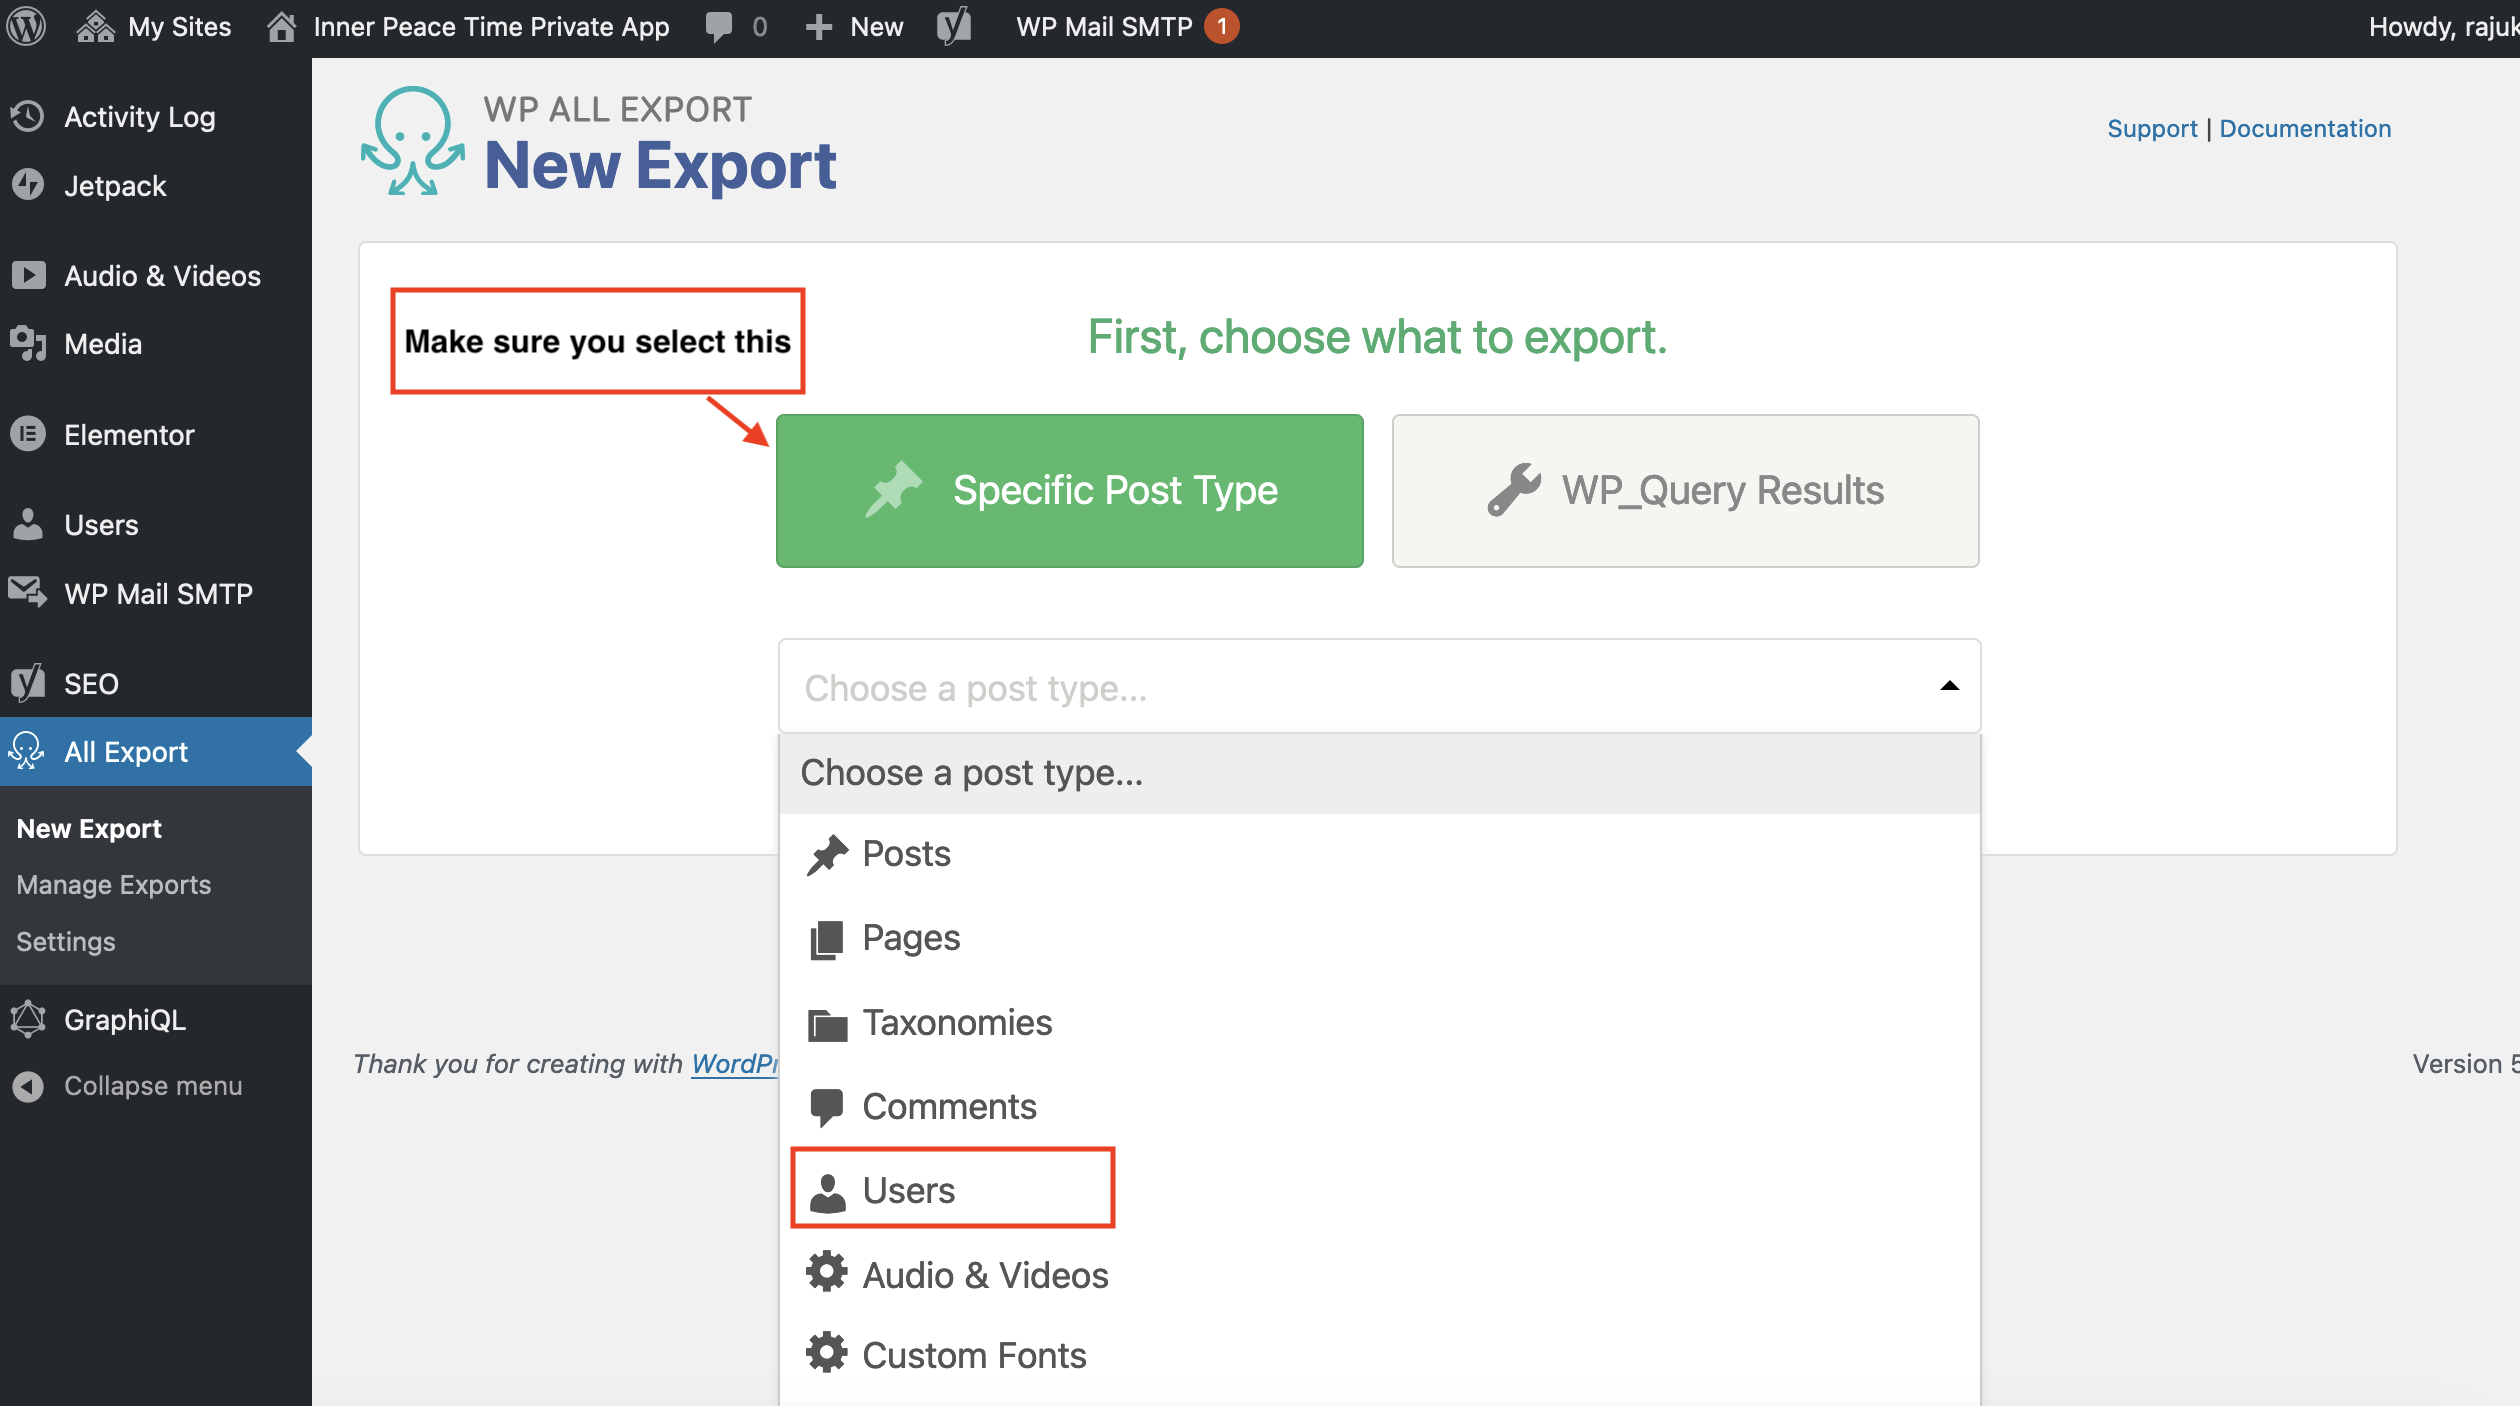 My Sites
Inner Peace Time Private App
0
New
WP Mail SMTP 1
Howdy,
Activity Log
Jetpack
Audio & Videos
Media
Elementor
Users
WP Mail SMTP
SEO
All Export
New Export
Manage Exports
Settings
GraphiQL
Collapse menu
WP ALL EXPORT
New Export
Support | Documentation
Make sure you select this
First, choose what to export.
Specific Post Type
WP_Query Results
Choose a post type...
Choose a post type...
Posts
Pages
Taxonomies
Comments
Users
Audio & Videos
Custom Fonts
Thank you for creating with
Version 5